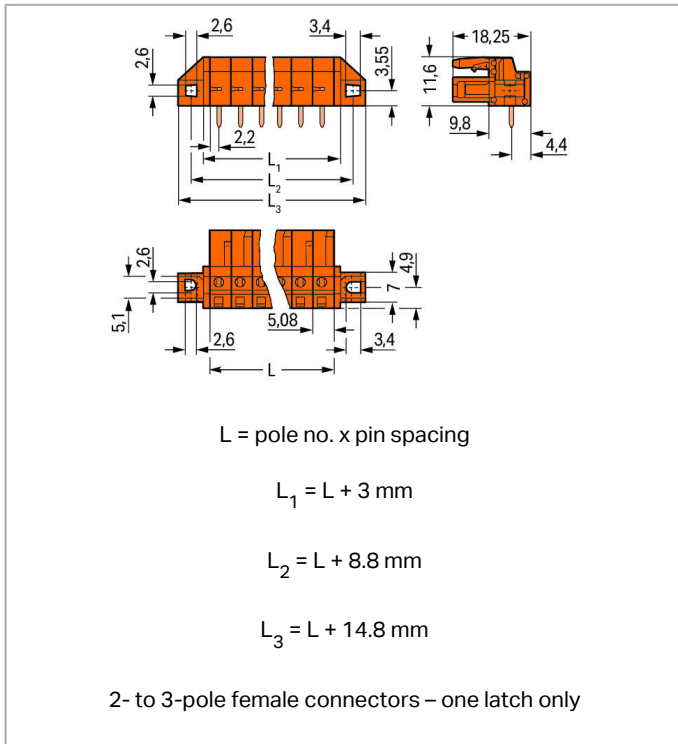 2,6
3,4
2,6
3,55
2,2
L1
L2
L3
18,25
11,6
9,8
4,4
2,6
5,1
4,9
7
5,08
2,6
3,4
L
L = pole no. x pin spacing
L1 = L + 3 mm
L2 = L + 8.8 mm
L3 = L + 14.8 mm
2- to 3-pole female connectors – one latch only